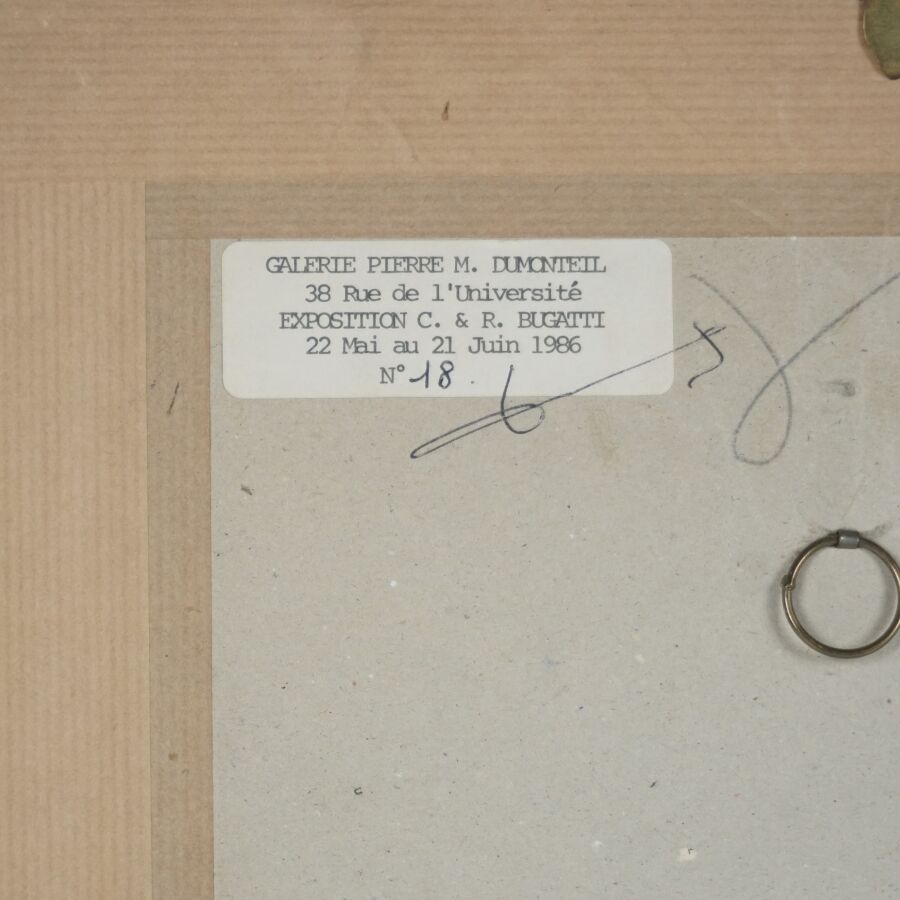 GALERIE PIERRE M. DUMONTEIL
38 Rue de l'Université
EXPOSITION C. & R. BUGATTI
22 Mai au 21 Juin 1986
N° 18.